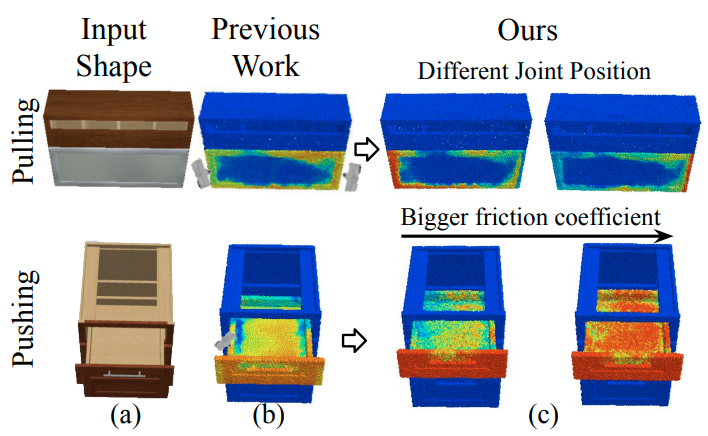 Input
Shape
Previous
Work
Ours
Different Joint Position
Pulling
Bigger friction coefficient
Pushing
(a)
(b)
(c)